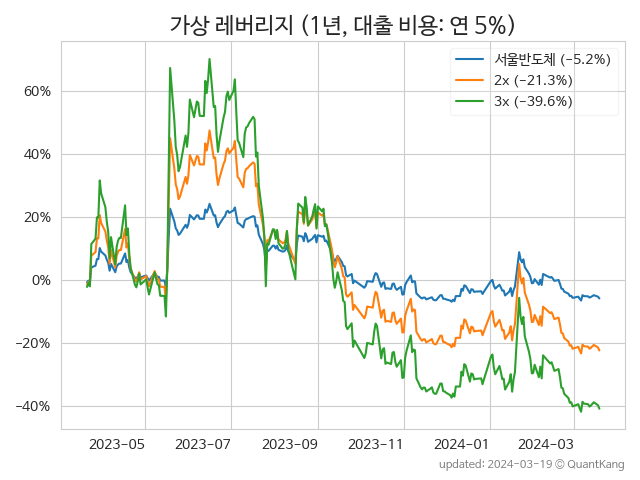 가상 레버리지 (1년, 대출 비용: 연 5%)
서울반도체 (−5.2%)
2x (−21.3%)
3x (−39.6%)
60%
40%
20%
0%
−20%
−40%
2023-05 2023-07 2023-09 2023-11 2024-01 2024-03
updated: 2024-03-19 © QuantKang